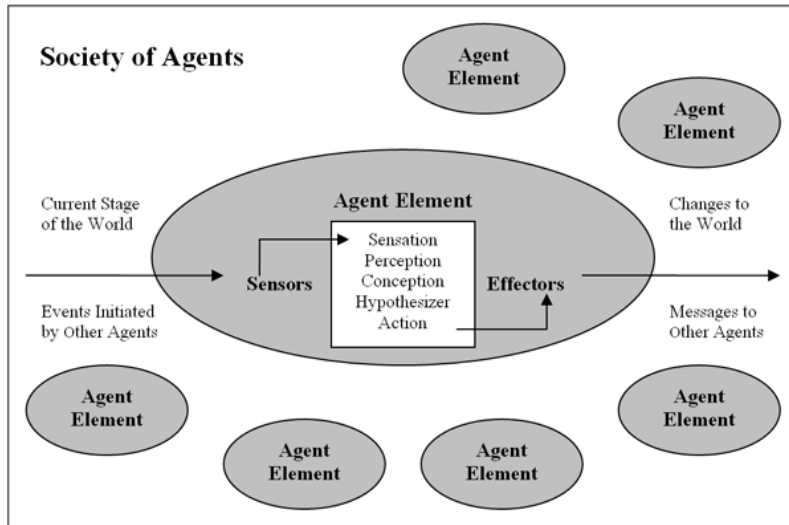 Society of Agents
Agent
Element
Agent
Element
Current Stage
of the World
Agent Element
Changes to
the World
Sensation
Perception
Conception
Hypothesizer
Action
Sensors
Effectors
Events Initiated
by Other Agents
Messages to
Other Agents
Agent
Element
Agent
Element
Agent
Element
Agent
Element